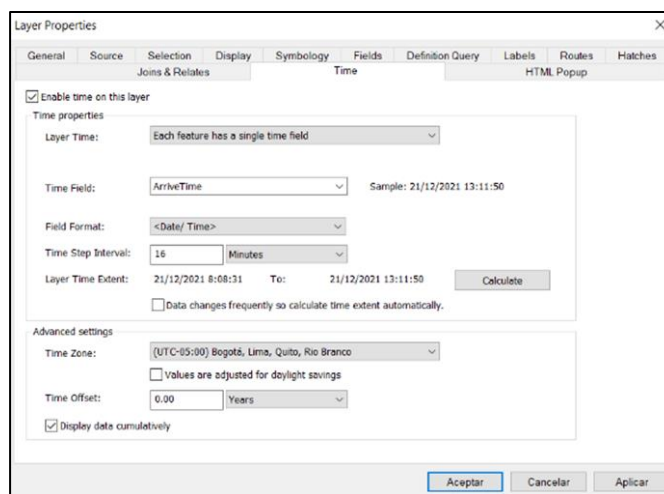 Layer Properties
General Source Selection Display Symbology Fields Definition Query Labels Routes Hatches
Joins & Relates Time HTML Popup
Enable time on this layer
Time properties
Layer Time: Each feature has a single time field
Time Field: ArriveTime Sample: 21/12/2021 13:11:50
Field Format: <Date/ Time>
Time Step Interval: 16 Minutes
Layer Time Extent: 21/12/2021 8:08:31 To: 21/12/2021 13:11:50 Calculate
Data changes frequently so calculate time extent automatically.
Advanced settings
Time Zone: (UTC-05:00) Bogotá, Lima, Quito, Rio Branco
Values are adjusted for daylight savings
Time Offset: 0.00 Years
Display data cumulatively
Aceptar Cancelar Aplicar